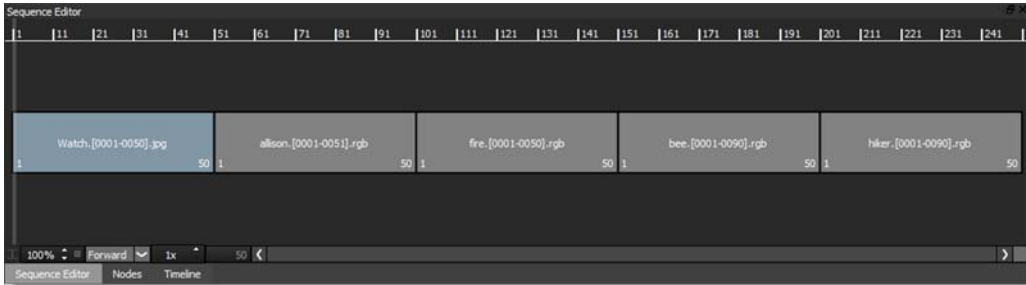 Sequence Editor
1 11 21 31 41 51 61 71 81 91 101 111 121 131 141 151 161 171 181 191 201 211 221 231 241
Watch.[0001-0050].jpg allison.[0001-0051].rgb fire.[0001-0050].rgb bee.[0001-0090].rgb hiker.[0001-0090].rgb
1 50 1 50 1 50 1 50 1 50
100% Forward 1x 50
Sequence Editor Nodes Timeline